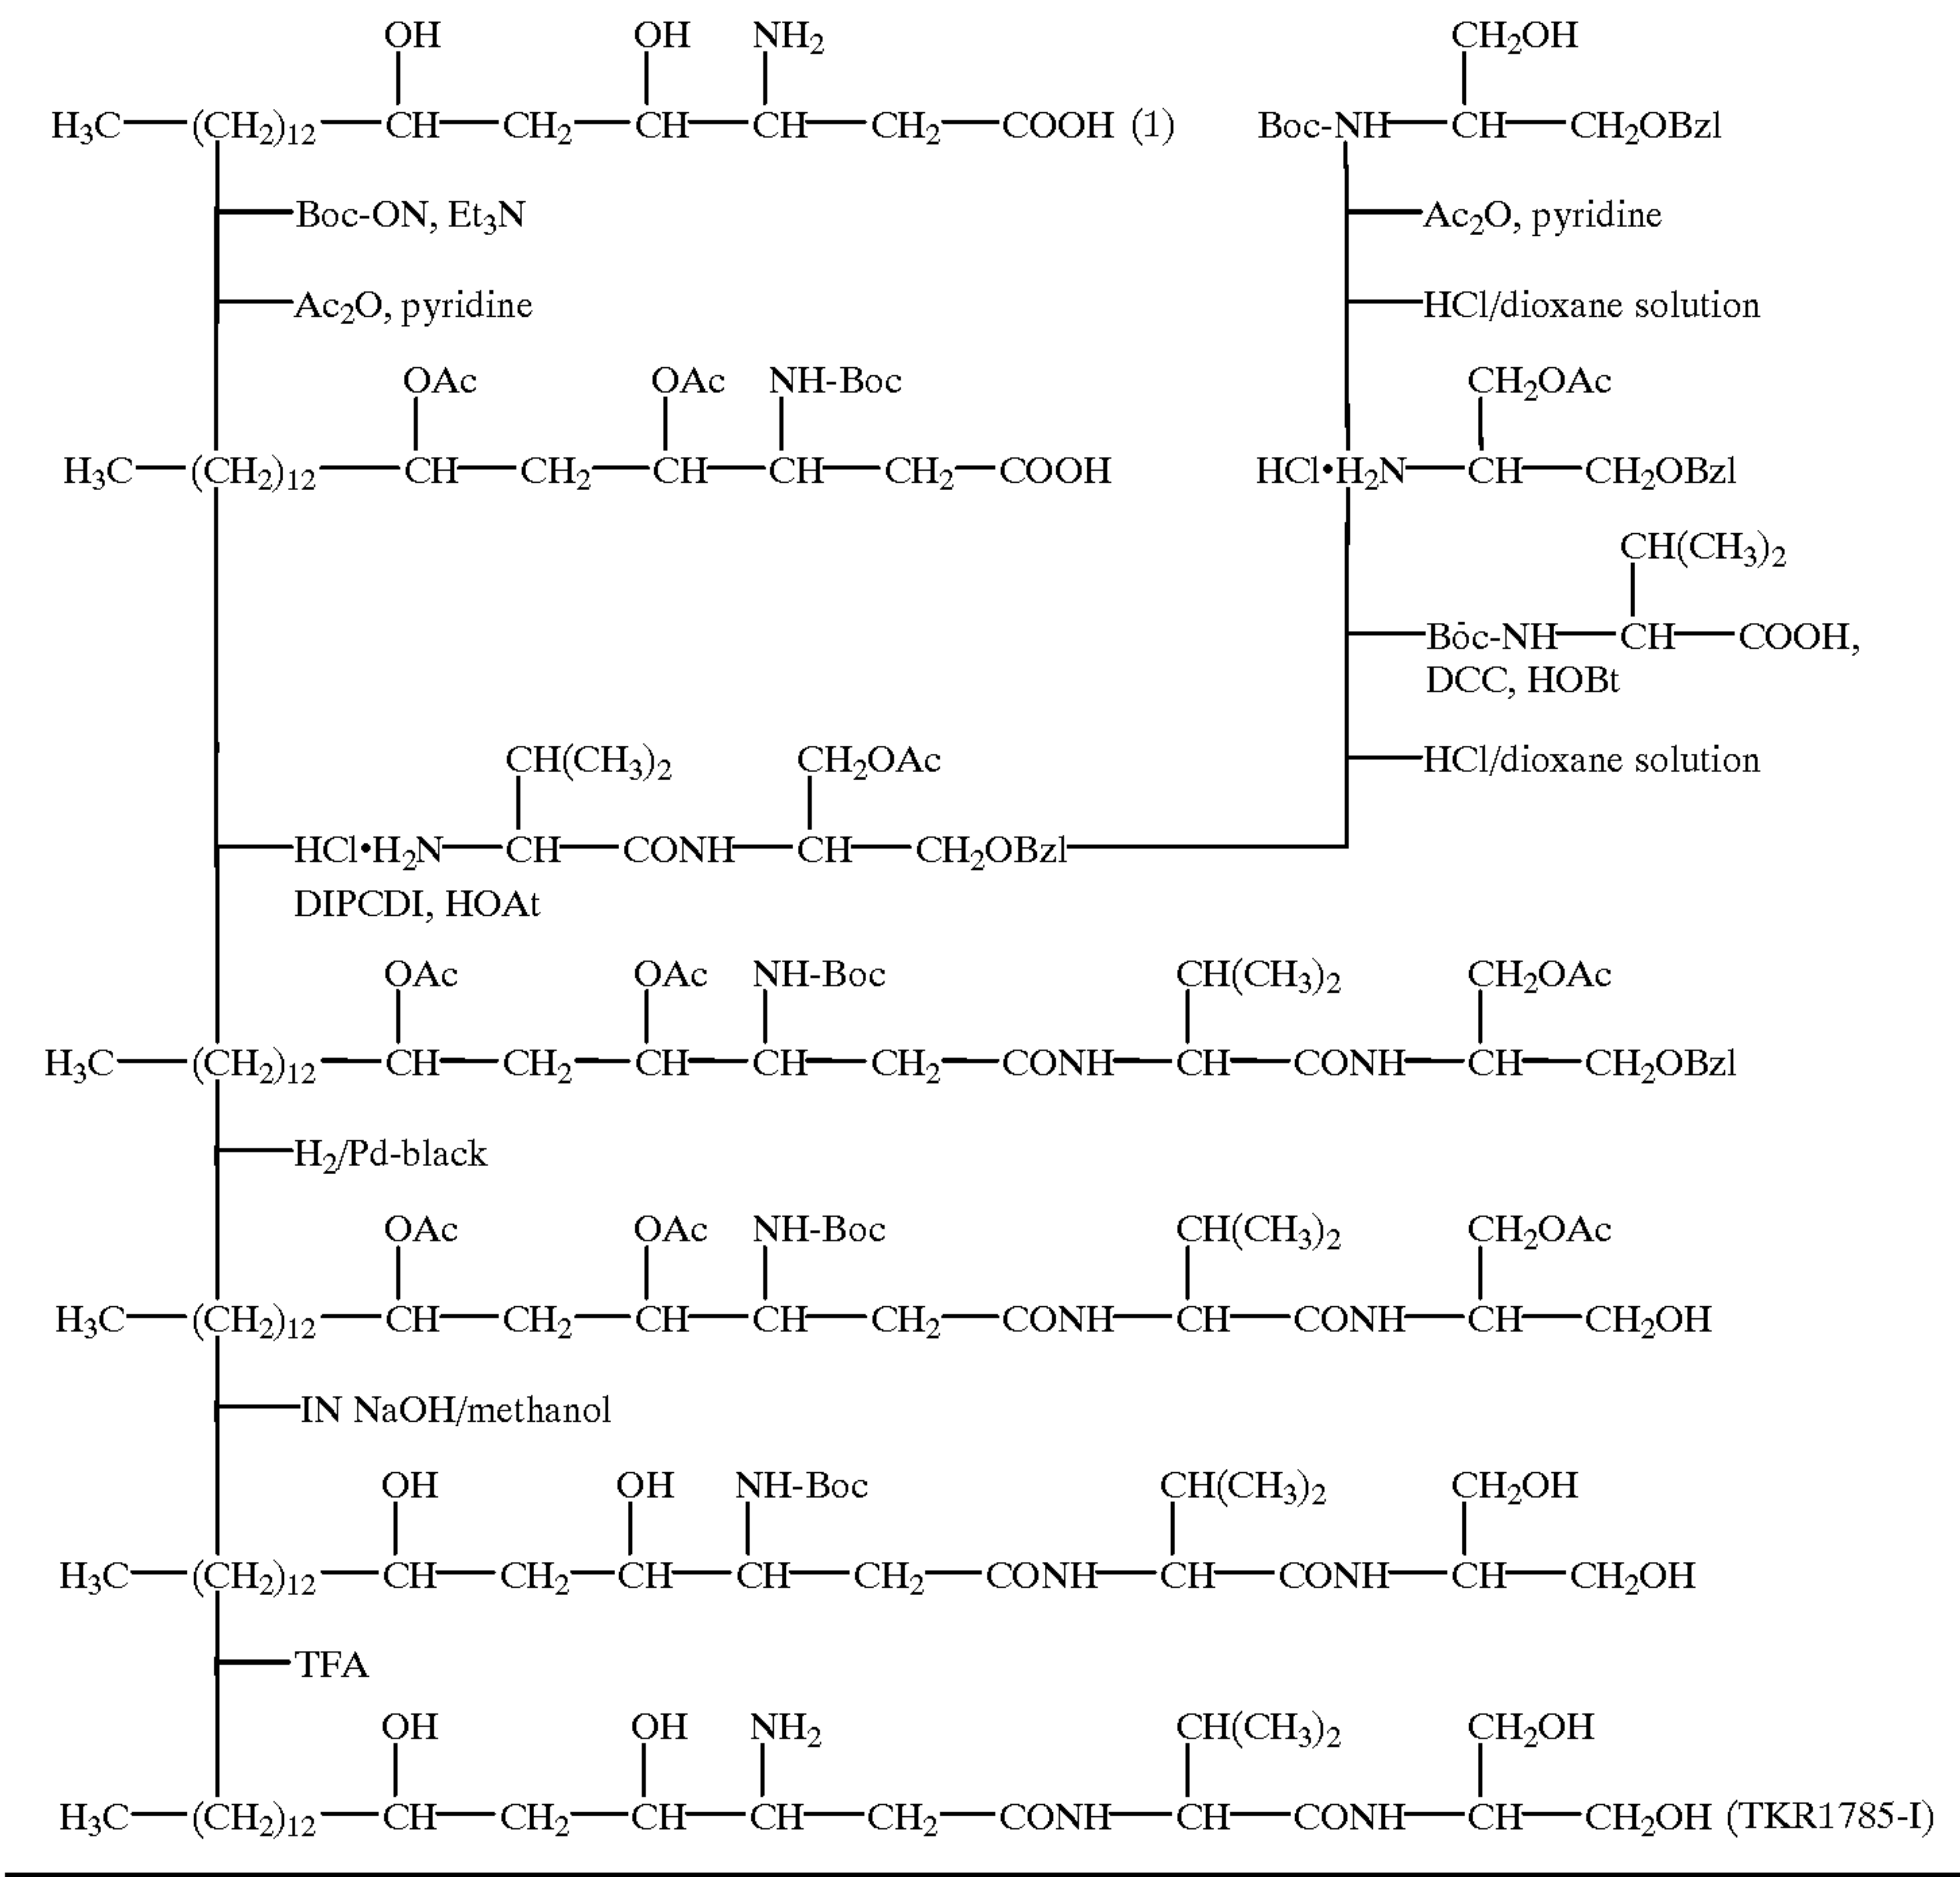 OH OH NH₂ CH₂OH
H₃C—(CH₂)₁₂—CH—CH₂—CH—CH—CH₂—COOH (1) Boc-NH—CH—CH₂OBzl
Boc-ON, Et₃N Ac₂O, pyridine
Ac₂O, pyridine HCl/dioxane solution
OAc OAc NH-Boc CH₂OAc
H₃C—(CH₂)₁₂—CH—CH₂—CH—CH—CH₂—COOH HCl•H₂N—CH—CH₂OBzl
CH(CH₃)₂
Boc-NH—CH—COOH,
DCC, HOBt
CH(CH₃)₂ CH₂OAc HCl/dioxane solution
HCl•H₂N—CH—CONH—CH—CH₂OBzl
DIPCDI, HOAt
OAc OAc NH-Boc CH(CH₃)₂ CH₂OAc
H₃C—(CH₂)₁₂—CH—CH₂—CH—CH—CH₂—CONH—CH—CONH—CH—CH₂OBzl
H₂/Pd-black
OAc OAc NH-Boc CH(CH₃)₂ CH₂OAc
H₃C—(CH₂)₁₂—CH—CH₂—CH—CH—CH₂—CONH—CH—CONH—CH—CH₂OH
IN NaOH/methanol
OH OH NH-Boc CH(CH₃)₂ CH₂OH
H₃C—(CH₂)₁₂—CH—CH₂—CH—CH—CH₂—CONH—CH—CONH—CH—CH₂OH
TFA
OH OH NH₂ CH(CH₃)₂ CH₂OH
H₃C—(CH₂)₁₂—CH—CH₂—CH—CH—CH₂—CONH—CH—CONH—CH—CH₂OH (TKR1785-I)